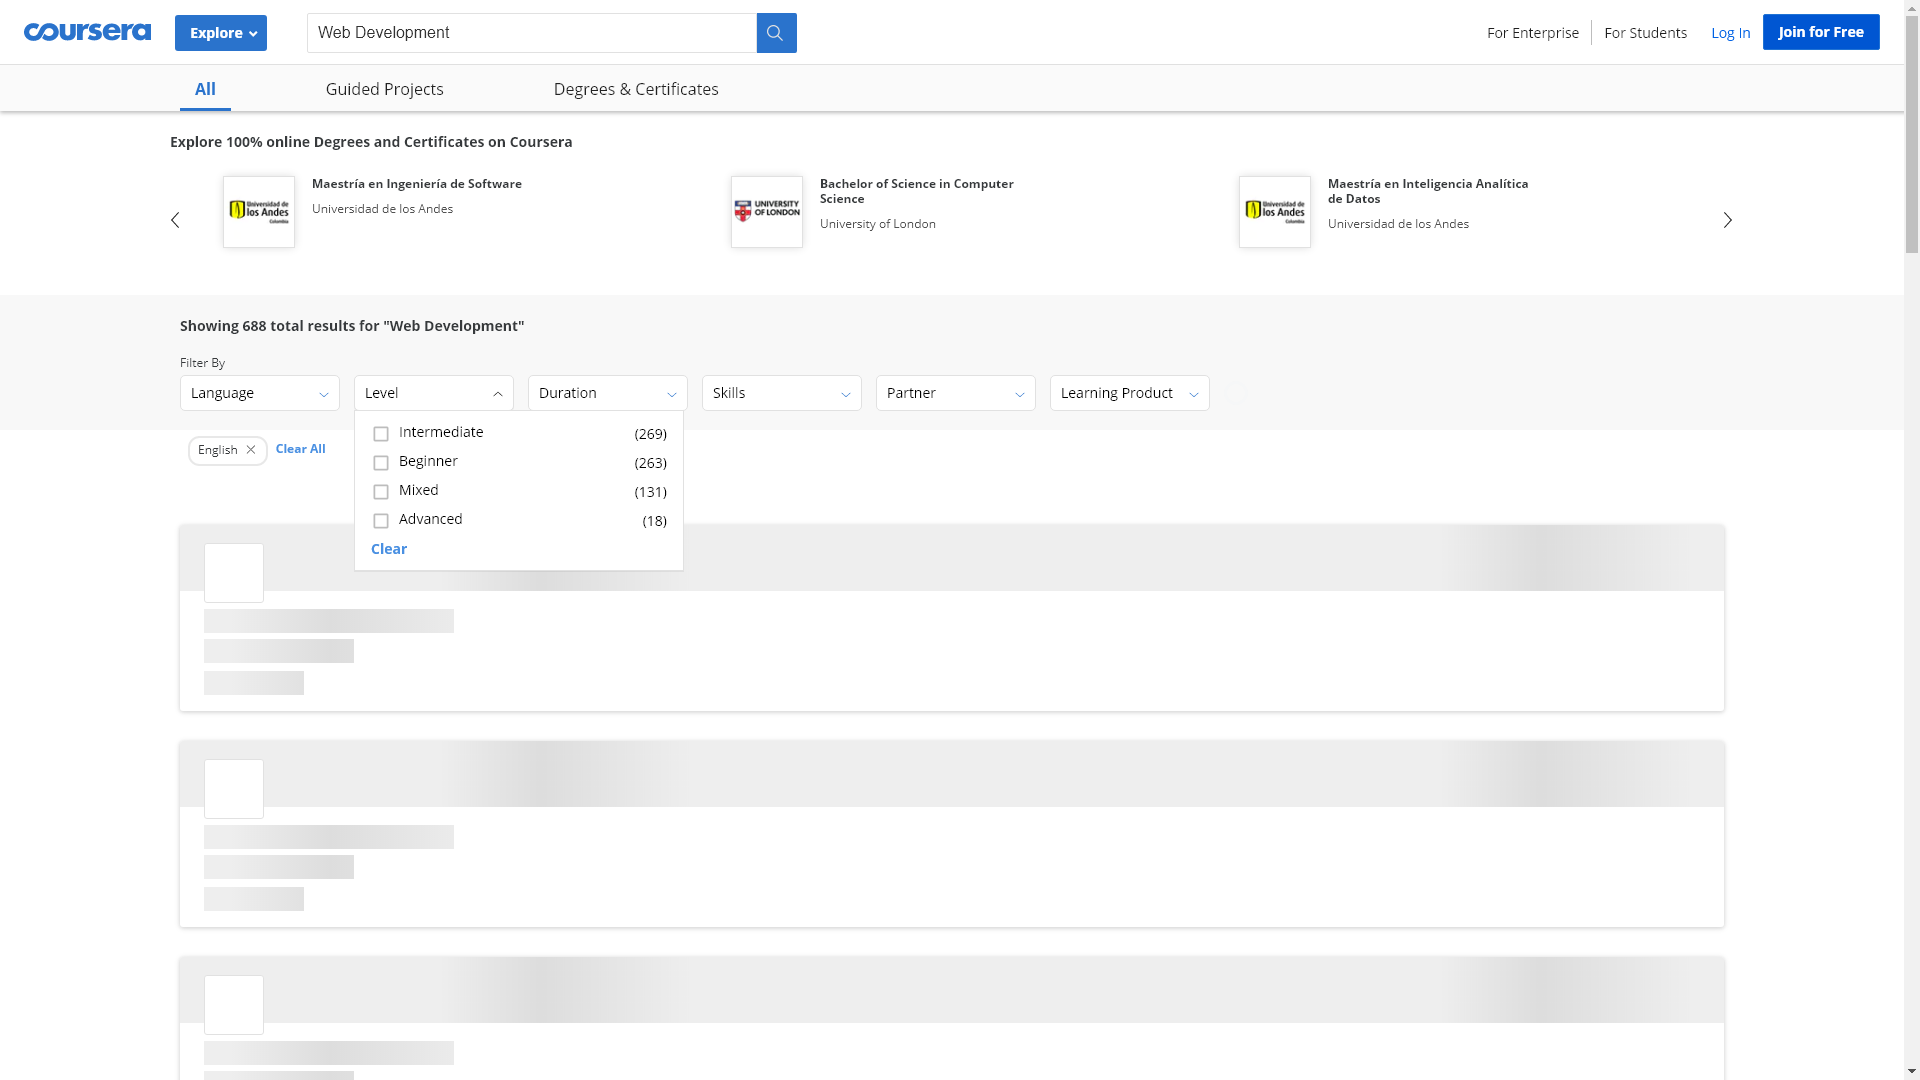 coursera
Explore
Web Development
For Enterprise
For Students
Log In
Join for Free
All
Guided Projects
Degrees & Certificates
Explore 100% online Degrees and Certificates on Coursera
Universidad de
los Andes
Colombia
Maestría en Ingeniería de Software
Universidad de los Andes
UNIVERSITY
OF LONDON
Bachelor of Science in Computer
Science
University of London
Universidad de
los Andes
Colombia
Maestría en Inteligencia Analítica
de Datos
Universidad de los Andes
Showing 688 total results for "Web Development"
Filter By
Language
Level
Duration
Skills
Partner
Learning Product
English
Clear All
Intermediate (269)
Beginner (263)
Mixed (131)
Advanced (18)
Clear